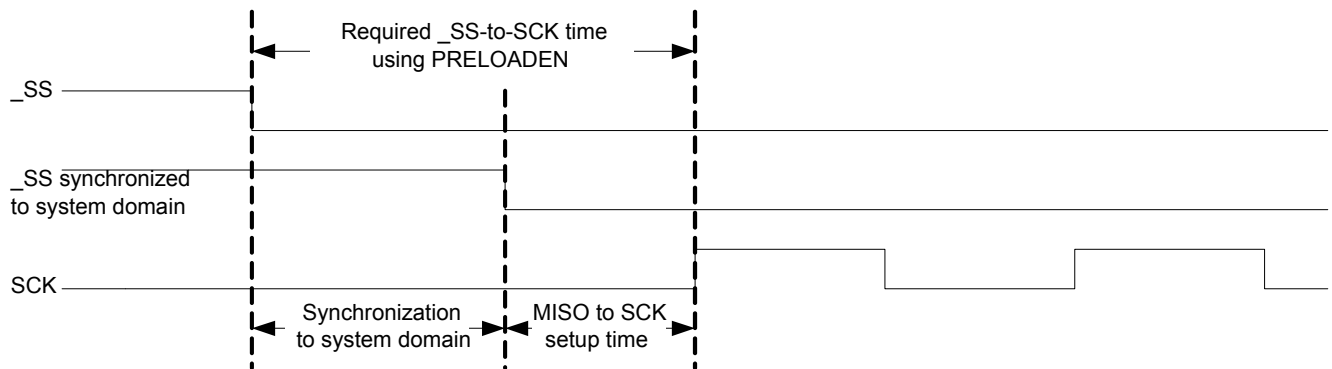 Required _SS-to-SCK time
using PRELOADEN
_SS
_SS synchronized
to system domain
SCK
Synchronization
to system domain
MISO to SCK
setup time